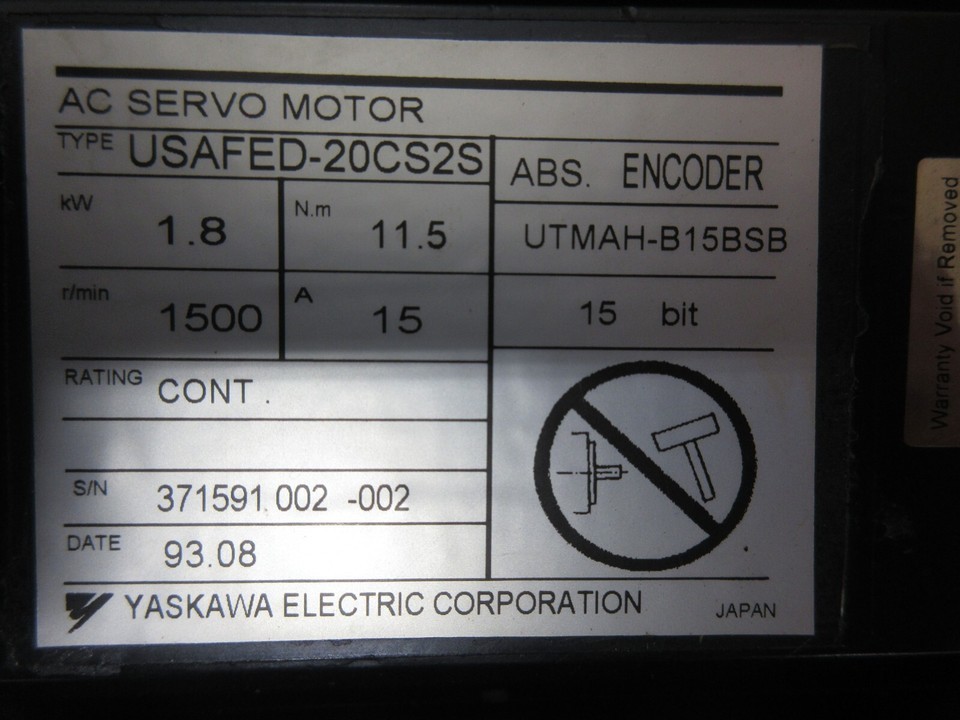 AC SERVO MOTOR
TYPE USAFED-20CS2S
ABS. ENCODER
kW 1.8 N.m 11.5
UTMAH-B15BSB
r/min 1500 A 15
15 bit
RATING CONT.
S/N 371591.002 -002
DATE 93.08
YASKAWA ELECTRIC CORPORATION JAPAN
Warranty Void if Removed